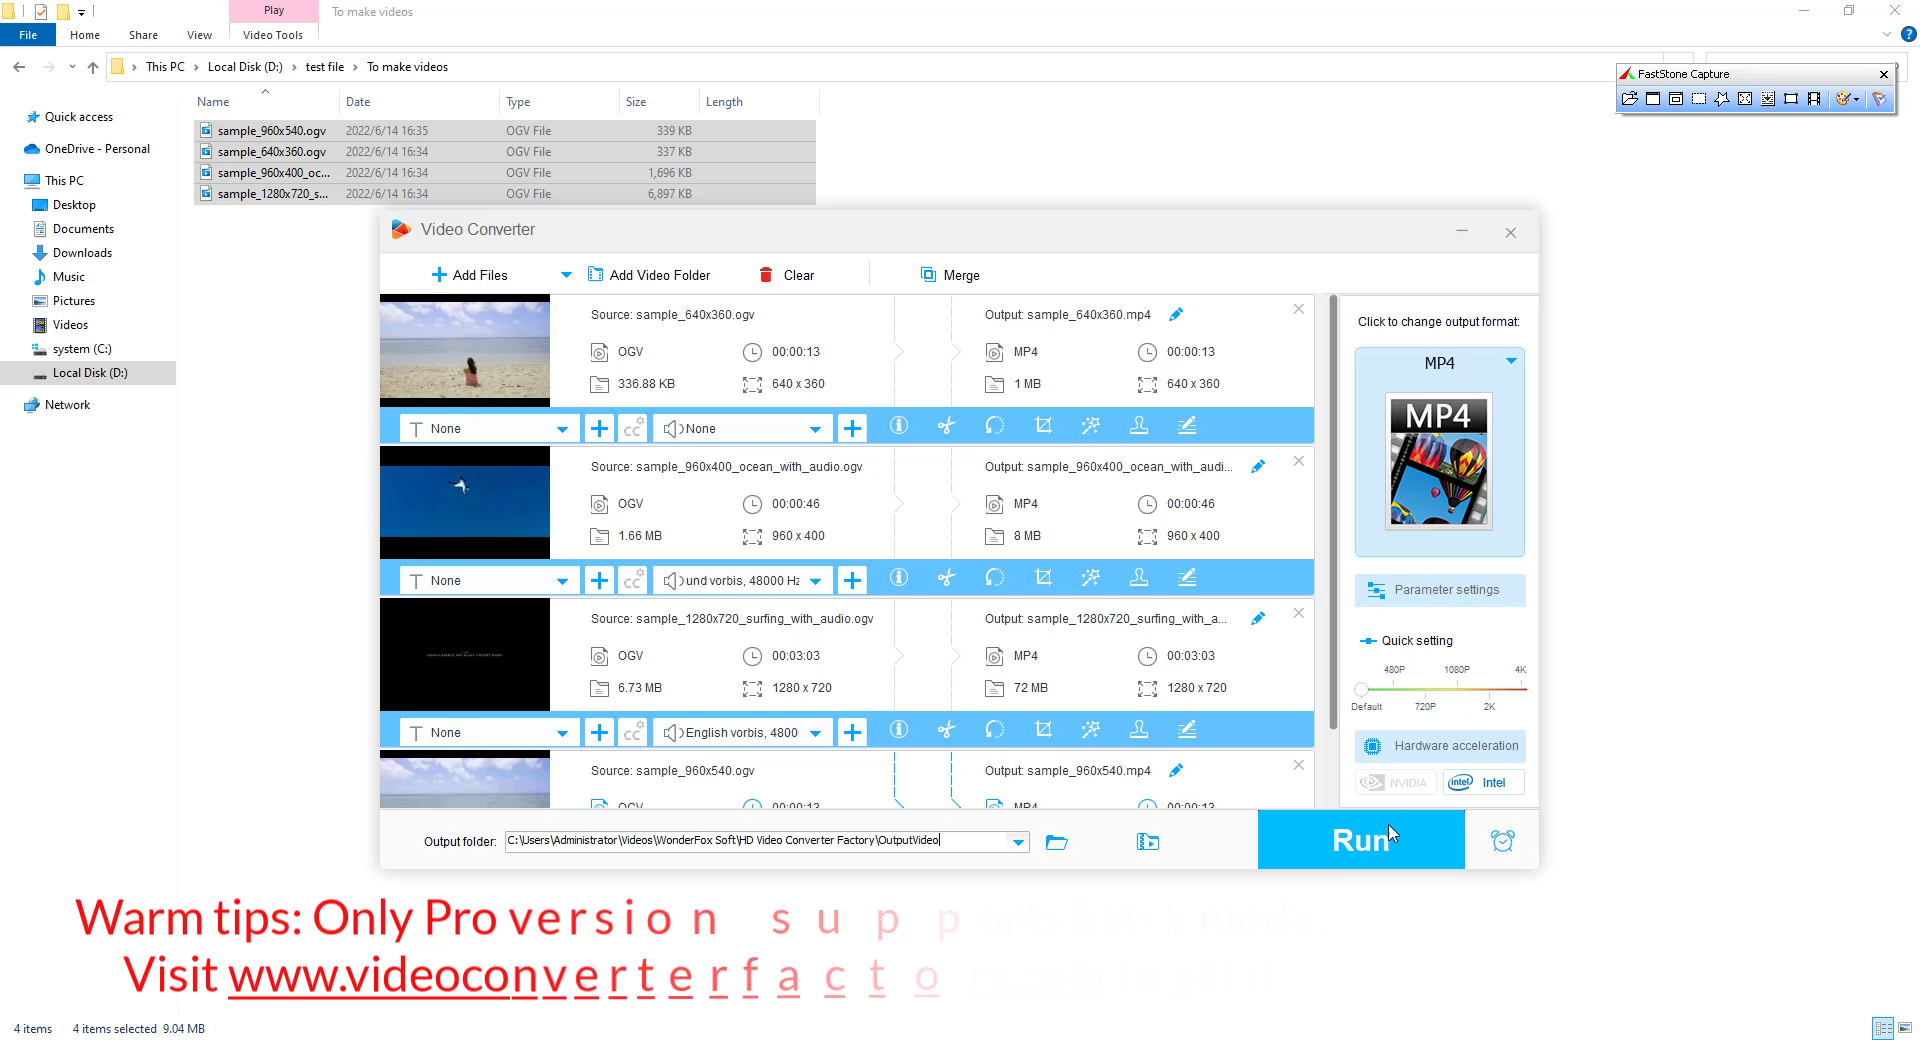 Play
To make videos
File
Home
Share
View
Video Tools
This PC
Local Disk (D:)
test file
To make videos
FastStone Capture
Name
Date
Type
Size
Length
sample_960x540.ogv 2022/6/14 16:35 OGV File 339 KB
sample_640x360.ogv 2022/6/14 16:34 OGV File 337 KB
sample_960x400_oc... 2022/6/14 16:34 OGV File 1,696 KB
sample_1280x720_s... 2022/6/14 16:34 OGV File 6,897 KB
Quick access
OneDrive - Personal
This PC
Desktop
Documents
Downloads
Music
Pictures
Videos
system (C:)
Local Disk (D:)
Network
Video Converter
Add Files
Add Video Folder
Clear
Merge
Source: sample_640x360.ogv
Output: sample_640x360.mp4
OGV 00:00:13 MP4 00:00:13
336.88 KB 640 x 360 1 MB 640 x 360
None None
Source: sample_960x400_ocean_with_audio.ogv
Output: sample_960x400_ocean_with_audi...
OGV 00:00:46 MP4 00:00:46
1.66 MB 960 x 400 8 MB 960 x 400
None und vorbis, 48000 Hz
Source: sample_1280x720_surfing_with_audio.ogv
Output: sample_1280x720_surfing_with_a...
OGV 00:03:03 MP4 00:03:03
6.73 MB 1280 x 720 72 MB 1280 x 720
None English vorbis, 4800
Source: sample_960x540.ogv
Output: sample_960x540.mp4
OGV 00:00:13 MP4 00:00:13
Click to change output format:
MP4
MP4
Parameter settings
Quick setting
480P 1080P 4K
Default 720P 2K
Hardware acceleration
NVIDIA
intel Intel
Output folder: C:\Users\Administrator\Videos\WonderFox Soft\HD Video Converter Factory\OutputVideo
Run
Warm tips: Only Pro version supp
Visit www.videoconverterfacto
4 items 4 items selected 9.04 MB